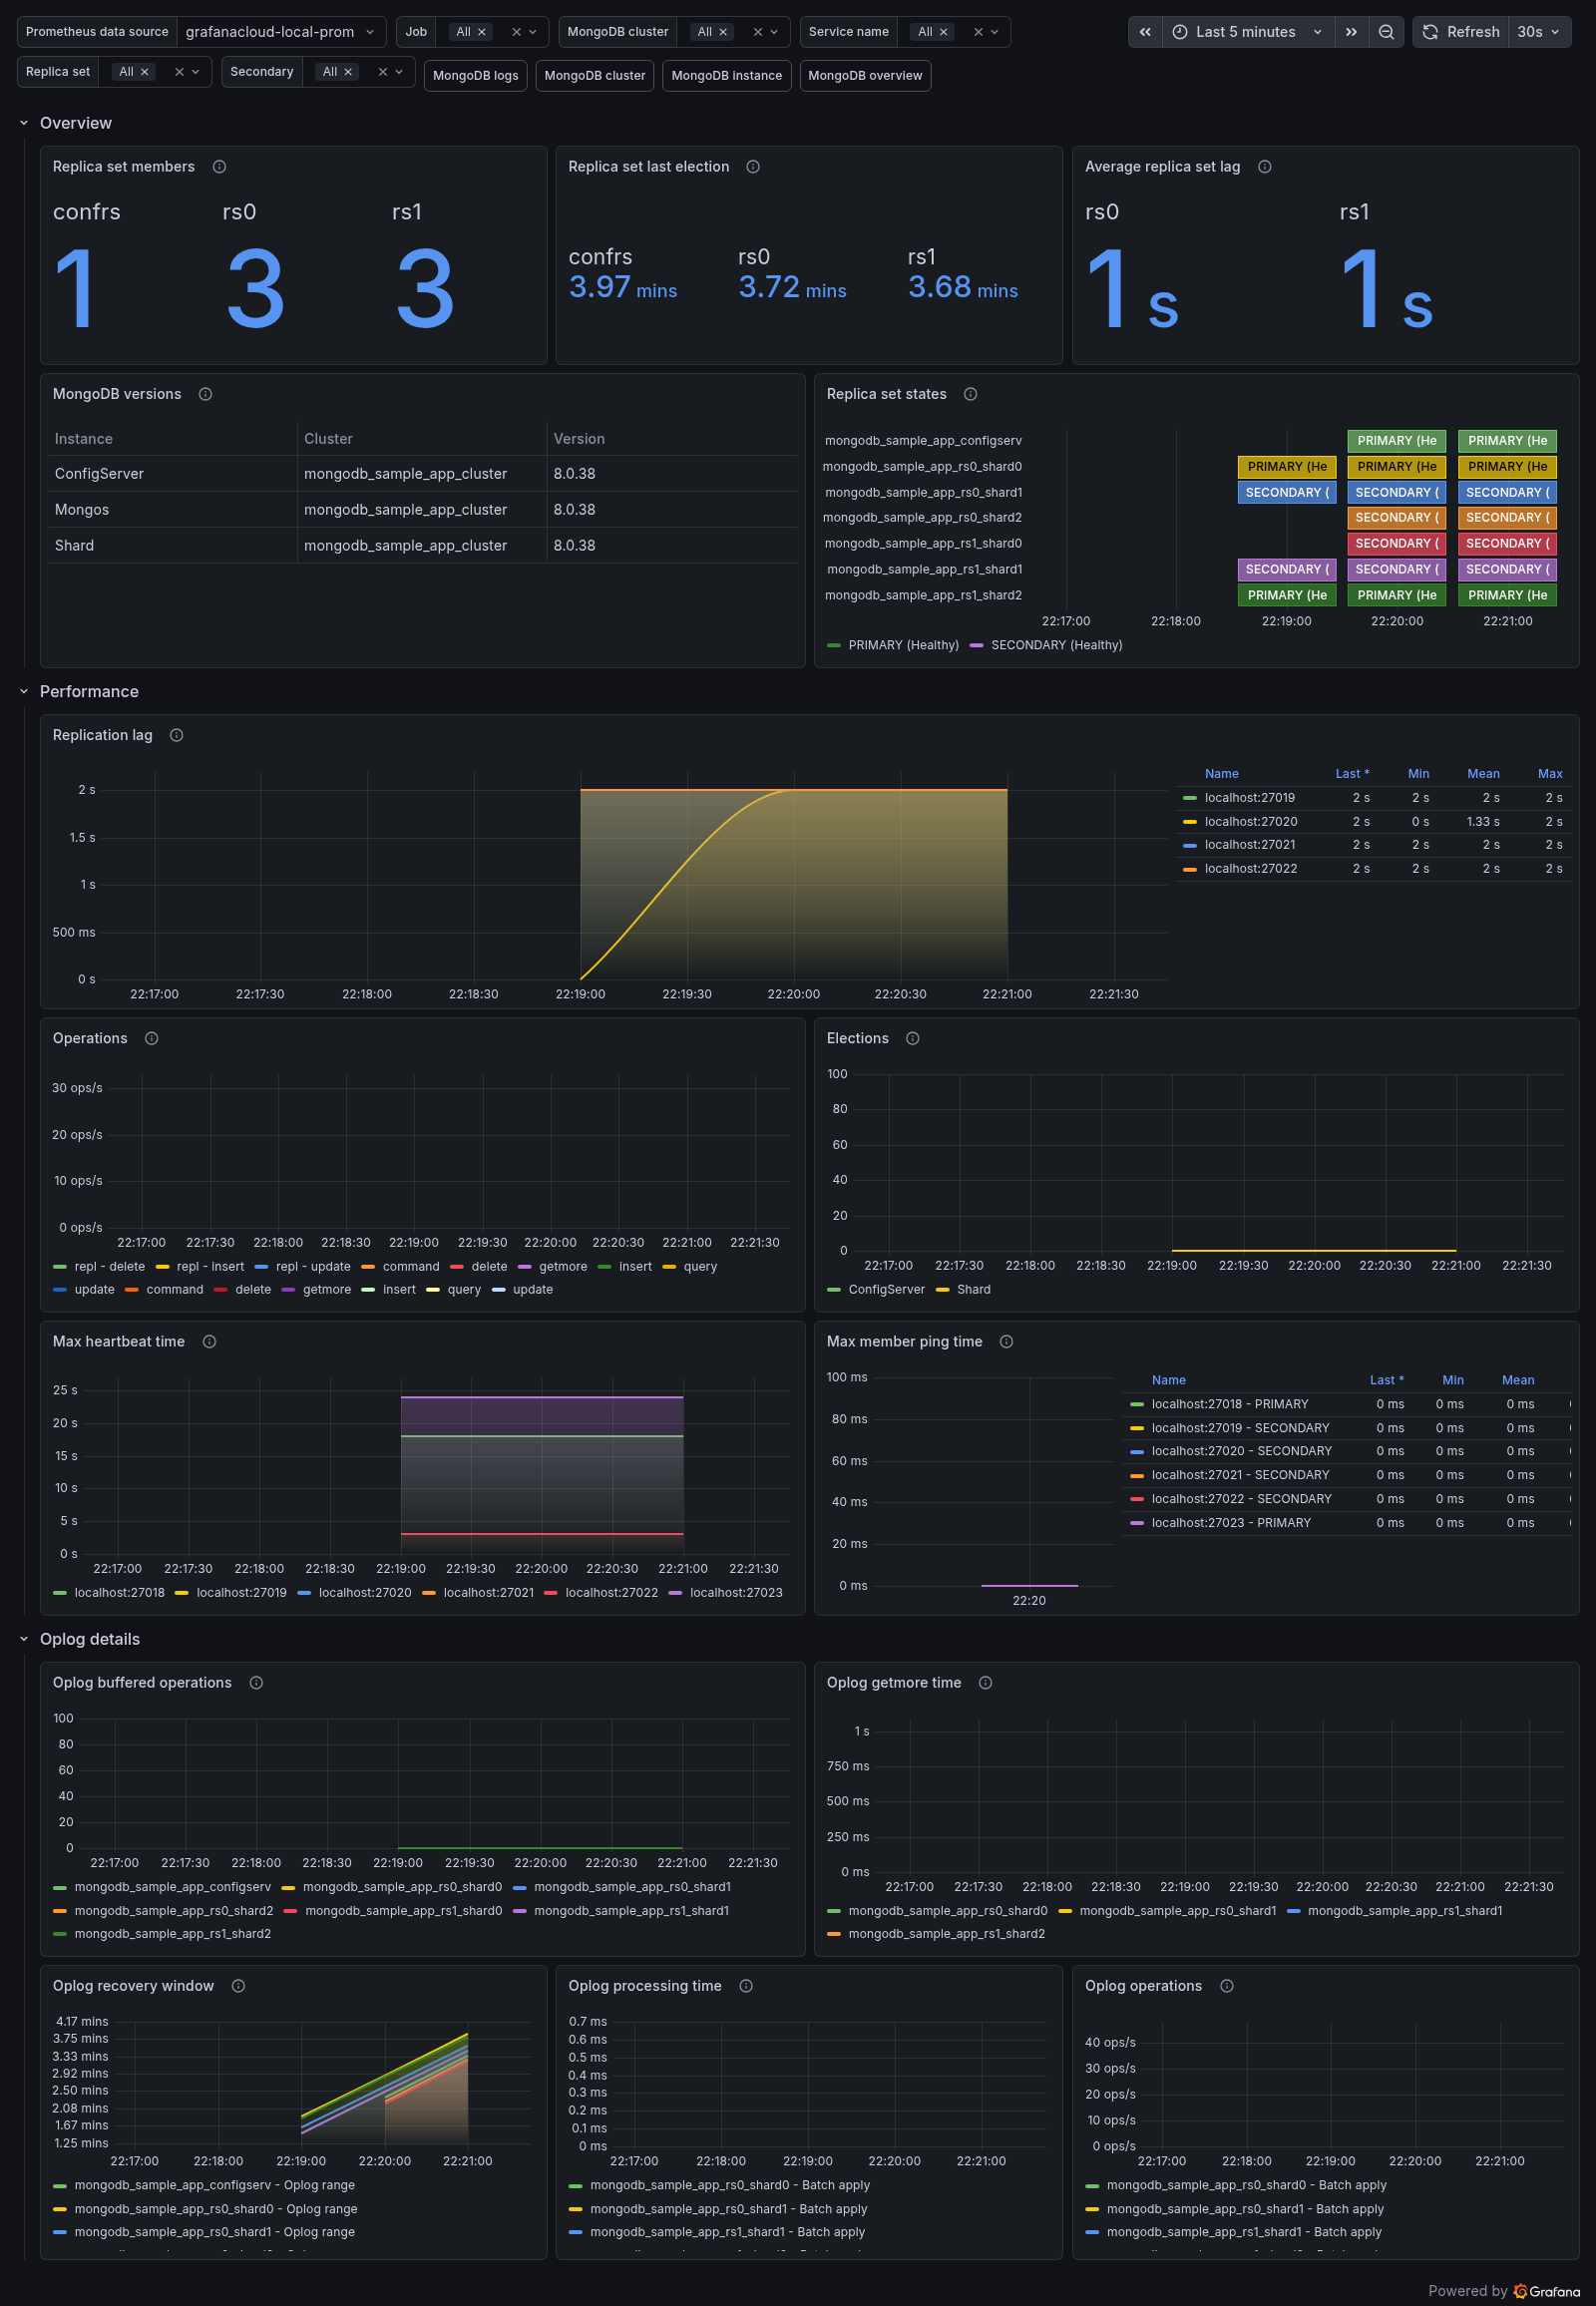 Prometheus data source grafanacloud-local-prom Job All MongoDB cluster All Service name All Last 5 minutes Refresh 30s
Replica set All Secondary All MongoDB logs MongoDB cluster MongoDB instance MongoDB overview
Overview
Replica set members
confrs rs0 rs1
1 3 3
Replica set last election
confrs rs0 rs1
3.97 mins 3.72 mins 3.68 mins
Average replica set lag
rs0 rs1
1 s 1 s
MongoDB versions
Instance Cluster Version
ConfigServer mongodb_sample_app_cluster 8.0.38
Mongos mongodb_sample_app_cluster 8.0.38
Shard mongodb_sample_app_cluster 8.0.38
Replica set states
mongodb_sample_app_configserv PRIMARY (He PRIMARY (He
mongodb_sample_app_rs0_shard0 PRIMARY (He PRIMARY (He PRIMARY (He
mongodb_sample_app_rs0_shard1 SECONDARY ( SECONDARY ( SECONDARY (
mongodb_sample_app_rs0_shard2 SECONDARY ( SECONDARY (
mongodb_sample_app_rs1_shard0 SECONDARY ( SECONDARY (
mongodb_sample_app_rs1_shard1 SECONDARY ( SECONDARY ( SECONDARY (
mongodb_sample_app_rs1_shard2 PRIMARY (He PRIMARY (He PRIMARY (He
22:17:00 22:18:00 22:19:00 22:20:00 22:21:00
PRIMARY (Healthy) SECONDARY (Healthy)
Performance
Replication lag
2 s
1.5 s
1 s
500 ms
0 s
22:17:00 22:17:30 22:18:00 22:18:30 22:19:00 22:19:30 22:20:00 22:20:30 22:21:00 22:21:30
Name Last * Min Mean Max
localhost:27019 2 s 2 s 2 s 2 s
localhost:27020 2 s 0 s 1.33 s 2 s
localhost:27021 2 s 2 s 2 s 2 s
localhost:27022 2 s 2 s 2 s 2 s
Operations
30 ops/s
20 ops/s
10 ops/s
0 ops/s
22:17:00 22:17:30 22:18:00 22:18:30 22:19:00 22:19:30 22:20:00 22:20:30 22:21:00 22:21:30
repl - delete repl - insert repl - update command delete getmore insert query
update command delete getmore insert query update
Elections
100
80
60
40
20
0
22:17:00 22:17:30 22:18:00 22:18:30 22:19:00 22:19:30 22:20:00 22:20:30 22:21:00 22:21:30
ConfigServer Shard
Max heartbeat time
25 s
20 s
15 s
10 s
5 s
0 s
22:17:00 22:17:30 22:18:00 22:18:30 22:19:00 22:19:30 22:20:00 22:20:30 22:21:00 22:21:30
localhost:27018 localhost:27019 localhost:27020 localhost:27021 localhost:27022 localhost:27023
Max member ping time
100 ms
80 ms
60 ms
40 ms
20 ms
0 ms
22:20
Name Last * Min Mean
localhost:27018 - PRIMARY 0 ms 0 ms 0 ms
localhost:27019 - SECONDARY 0 ms 0 ms 0 ms
localhost:27020 - SECONDARY 0 ms 0 ms 0 ms
localhost:27021 - SECONDARY 0 ms 0 ms 0 ms
localhost:27022 - SECONDARY 0 ms 0 ms 0 ms
localhost:27023 - PRIMARY 0 ms 0 ms 0 ms
Oplog details
Oplog buffered operations
100
80
60
40
20
0
22:17:00 22:17:30 22:18:00 22:18:30 22:19:00 22:19:30 22:20:00 22:20:30 22:21:00 22:21:30
mongodb_sample_app_configserv mongodb_sample_app_rs0_shard0 mongodb_sample_app_rs0_shard1
mongodb_sample_app_rs0_shard2 mongodb_sample_app_rs1_shard0 mongodb_sample_app_rs1_shard1
mongodb_sample_app_rs1_shard2
Oplog getmore time
1 s
750 ms
500 ms
250 ms
0 ms
22:17:00 22:17:30 22:18:00 22:18:30 22:19:00 22:19:30 22:20:00 22:20:30 22:21:00 22:21:30
mongodb_sample_app_rs0_shard0 mongodb_sample_app_rs0_shard1 mongodb_sample_app_rs1_shard1
mongodb_sample_app_rs1_shard2
Oplog recovery window
4.17 mins
3.75 mins
3.33 mins
2.92 mins
2.50 mins
2.08 mins
1.67 mins
1.25 mins
22:17:00 22:18:00 22:19:00 22:20:00 22:21:00
mongodb_sample_app_configserv - Oplog range
mongodb_sample_app_rs0_shard0 - Oplog range
mongodb_sample_app_rs0_shard1 - Oplog range
Oplog processing time
0.7 ms
0.6 ms
0.5 ms
0.4 ms
0.3 ms
0.2 ms
0.1 ms
0 ms
22:17:00 22:18:00 22:19:00 22:20:00 22:21:00
mongodb_sample_app_rs0_shard0 - Batch apply
mongodb_sample_app_rs0_shard1 - Batch apply
mongodb_sample_app_rs1_shard1 - Batch apply
Oplog operations
40 ops/s
30 ops/s
20 ops/s
10 ops/s
0 ops/s
22:17:00 22:18:00 22:19:00 22:20:00 22:21:00
mongodb_sample_app_rs0_shard0 - Batch apply
mongodb_sample_app_rs0_shard1 - Batch apply
mongodb_sample_app_rs1_shard1 - Batch apply
Powered by Grafana